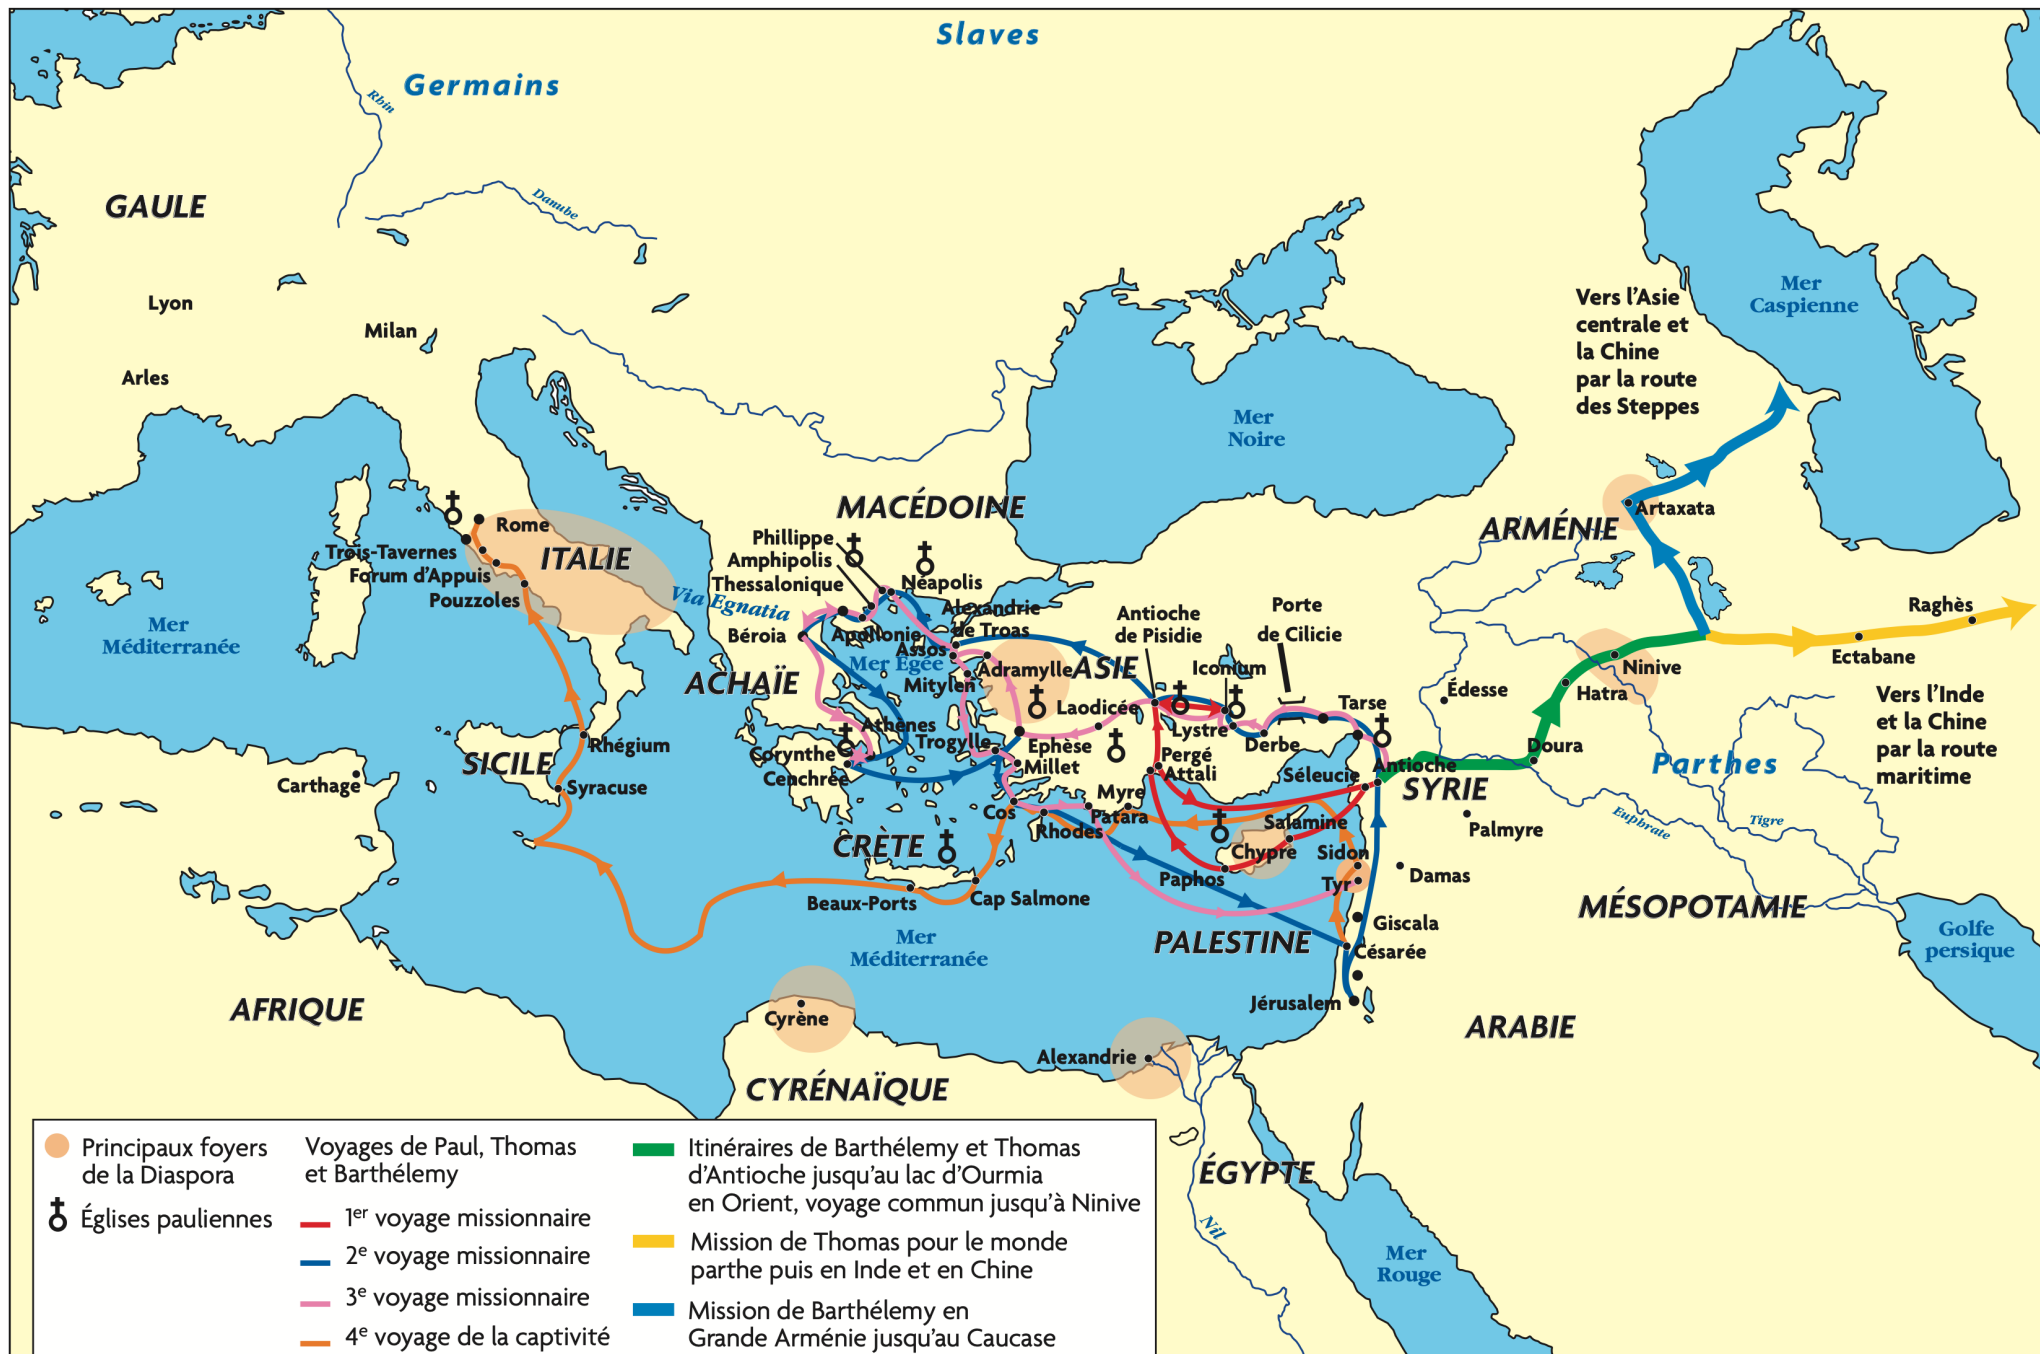 Slaves
Germains
Rhin
Danube
GAULE
Lyon
Milan
Arles
Mer
Caspienne
Vers l'Asie
centrale et
la Chine
par la route
des Steppes
Mer
Noire
MACÉDOINE
Artaxata
ARMÉNIE
Rome
ITALIE
Trois-Tavernes
Forum d'Appuis
Pouzzoles
Phillippe
Amphipolis
Thessalonique
Néapolis
Via Egnatia
Alexandrie
de Troas
Béroia
Apollonie
Assos
Mer Egée
Adramylle
Mitylen
ASIE
ACHAÏE
Antioche
de Pisidie
Porte
de Cilicie
Iconium
Raghès
Ectabane
Ninive
Hatra
Édesse
Mer
Méditerranée
Laodicée
Tarse
Vers l'Inde
et la Chine
par la route
maritime
Athènes
Trogylle
Corynthe
Cenchrée
Ephèse
Millet
Lystre
Derbe
Pergé
Attali
Rhégium
SICILE
Syracuse
Carthage
Doura
Parthes
Séleucie
Antioche
SYRIE
Palmyre
Euphrate
Tigre
Cos
Rhodes
Myre
Patara
Salamine
Chypre
Paphos
Sidon
Tyr
Damas
CRÈTE
Beaux-Ports
Cap Salmone
MÉSOPOTAMIE
Giscala
PALESTINE
Césarée
Mer
Méditerranée
Golfe
persique
Jérusalem
AFRIQUE
Cyrène
ARABIE
Alexandrie
CYRÉNAÏQUE
ÉGYPTE
Nil
Mer
Rouge
Principaux foyers
de la Diaspora
Églises pauliennes
Voyages de Paul, Thomas
et Barthélemy
1er voyage missionnaire
2e voyage missionnaire
3e voyage missionnaire
4e voyage de la captivité
Itinéraires de Barthélemy et Thomas
d'Antioche jusqu'au lac d'Ourmia
en Orient, voyage commun jusqu'à Ninive
Mission de Thomas pour le monde
parthe puis en Inde et en Chine
Mission de Barthélemy en
Grande Arménie jusqu'au Caucase